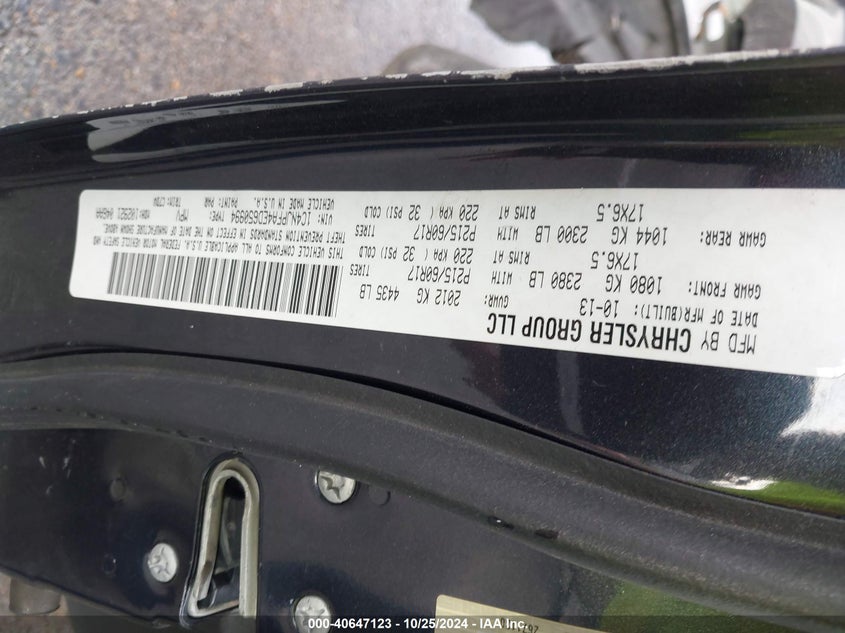 MFD BY CHRYSLER GROUP LLC
DATE OF MFR(BUILT): 10-13 GVWR: 2012 KG 4435 LB
GAWR FRONT: 1080 KG 2380 LB WITH P215/60R17 TIRES
17X6.5 RIMS AT 220 KPA ( 32 PSI) COLD
GAWR REAR: 1044 KG 2300 LB WITH P215/60R17 TIRES
17X6.5 RIMS AT 220 KPA ( 32 PSI) COLD
THIS VEHICLE CONFORMS TO ALL APPLICABLE U.S.A. FEDERAL MOTOR VEHICLE SAFETY AND
THEFT PREVENTION STANDARDS IN EFFECT ON THE DATE OF MANUFACTURE SHOWN ABOVE.
VIN: 1C4NJPFA4ED650994 TYPE: MPV
VEHICLE MADE IN U.S.A. PAINT: PAR TRIM:
000-40647123 - 10/25/2024 - IAA